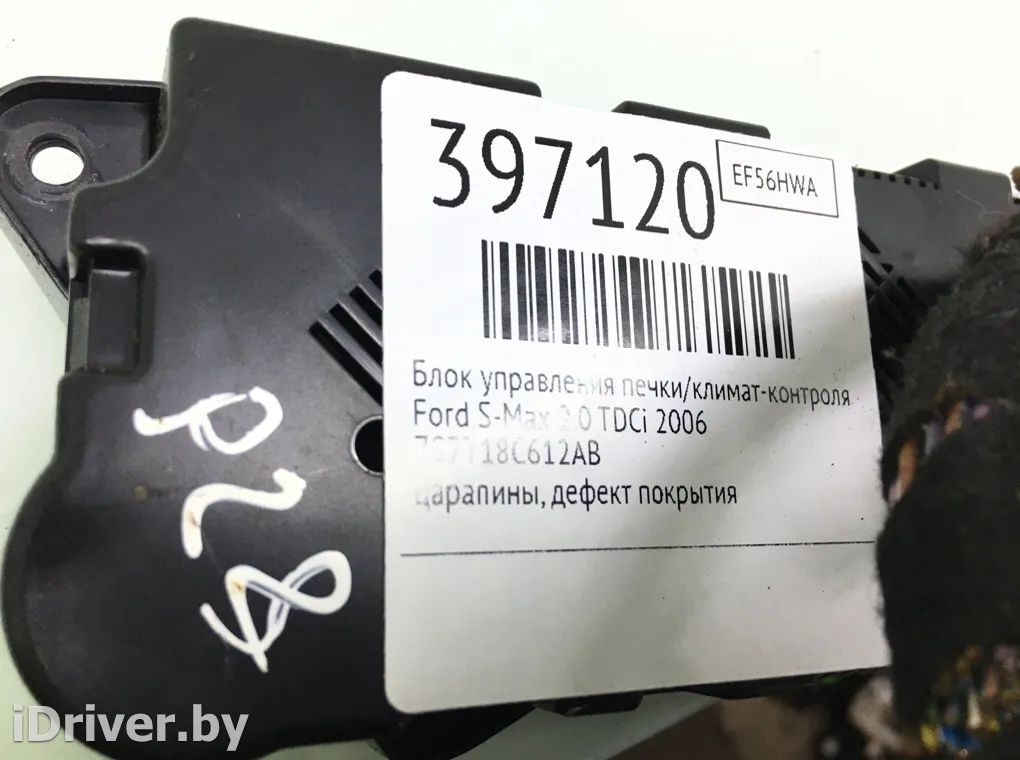 397120
EF56HWA
Блок управления печки/климат-контроля
Ford S-Max 2.0 TDCi 2006
7S7T18C612AB
царапины, дефект покрытия
P28
iDriver.by